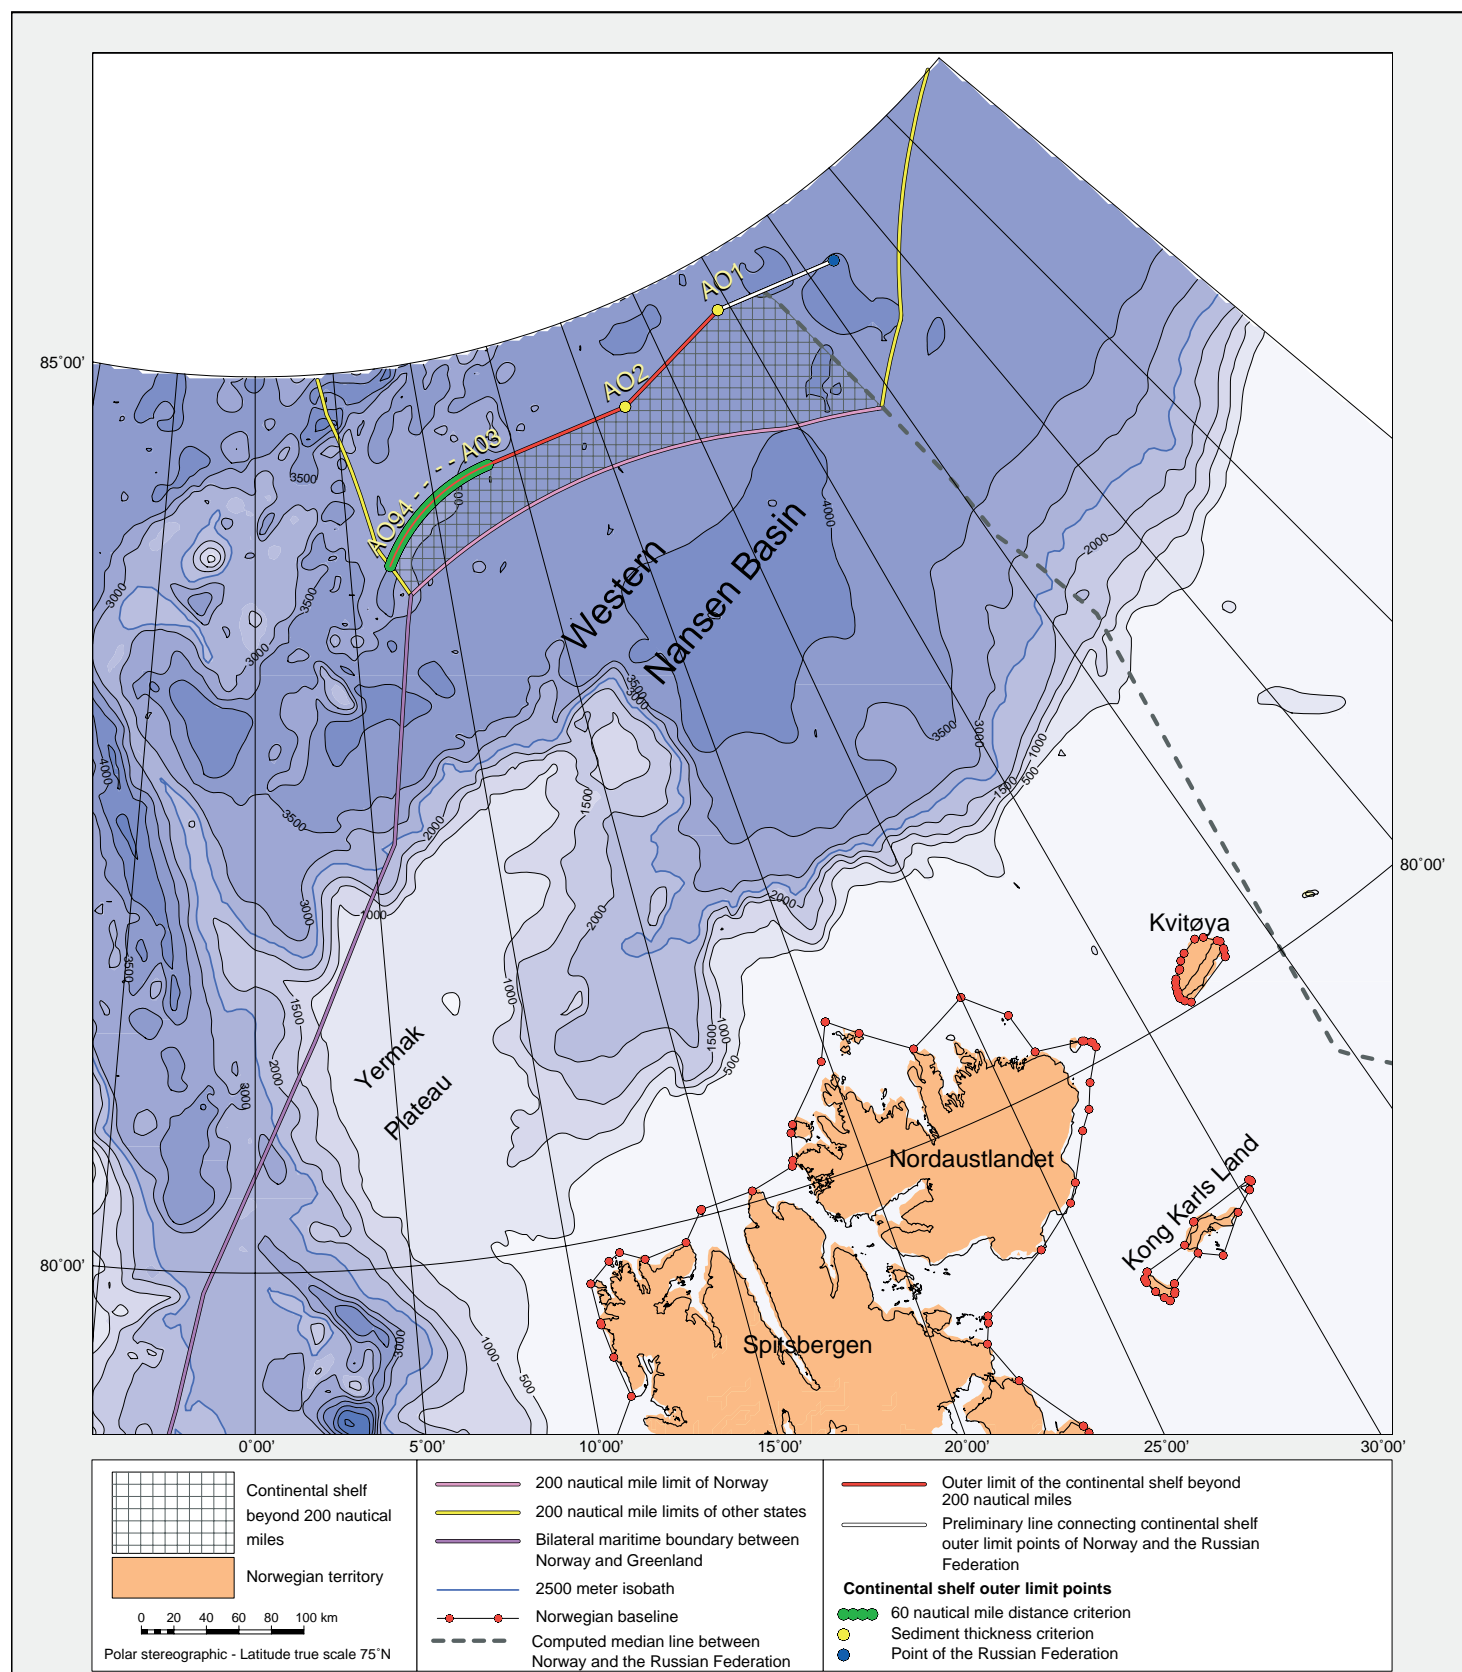 85°00'
AO1
AO2
AO94 - - - - A03
3500
00
3500
3000
3000
Western
Nansen Basin
4000
2000
3500
3000
3500
3000
1000
500
1500
4000
3500
2000
1500
3000
1000
2000
2000
80°00'
Kvitøya
3500
1500
1000
1500
1000
500
2000
3000
Yermak
Plateau
Nordaustlandet
Kong Karls Land
80°00'
Spitsbergen
3000
1000
500
0°00'
5°00'
10°00'
15°00'
20°00'
25°00'
30°00'
Continental shelf
beyond 200 nautical
miles
Norwegian territory
0 20 40 60 80 100 km
Polar stereographic - Latitude true scale 75°N
200 nautical mile limit of Norway
200 nautical mile limits of other states
Bilateral maritime boundary between
Norway and Greenland
2500 meter isobath
Norwegian baseline
Computed median line between
Norway and the Russian Federation
Outer limit of the continental shelf beyond
200 nautical miles
Preliminary line connecting continental shelf
outer limit points of Norway and the Russian
Federation
Continental shelf outer limit points
60 nautical mile distance criterion
Sediment thickness criterion
Point of the Russian Federation